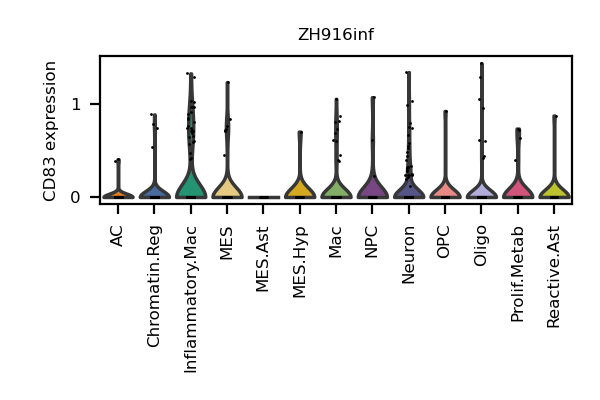 ZH916inf
CD83 expression
1
0
AC
Chromatin.Reg
Inflammatory.Mac
MES
MES.Ast
MES.Hyp
Mac
NPC
Neuron
OPC
Oligo
Prolif.Metab
Reactive.Ast